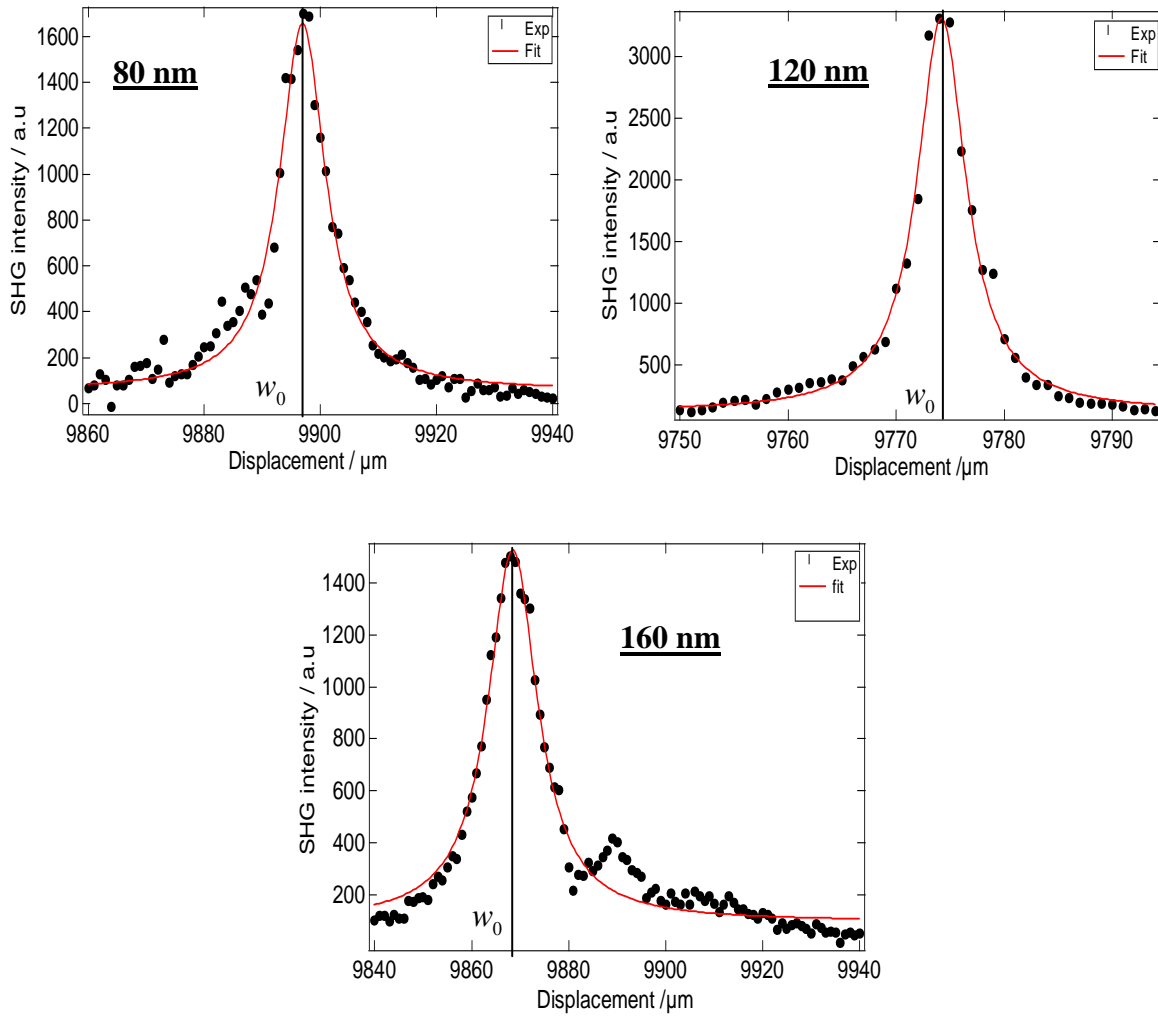 1600
1400
1200
1000
800
600
400
200
0
SHG intensity / a.u
80 nm
Exp
Fit
w0
9860 9880 9900 9920 9940
Displacement / µm
3000
2500
2000
1500
1000
500
SHG intensity / a.u
120 nm
Exp
Fit
w0
9750 9760 9770 9780 9790
Displacement /µm
1400
1200
1000
800
600
400
200
SHG intensity / a.u
160 nm
Exp
fit
w0
9840 9860 9880 9900 9920 9940
Displacement /µm